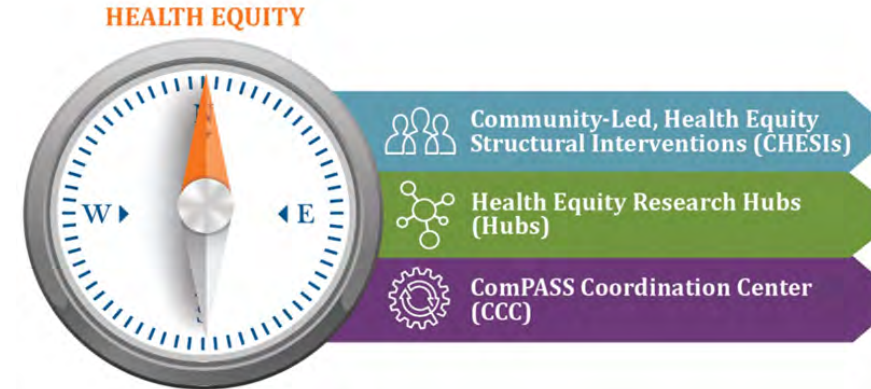 HEALTH EQUITY
W
E
Community-Led, Health Equity
Structural Interventions (CHESIs)
Health Equity Research Hubs
(Hubs)
ComPASS Coordination Center
(CCC)